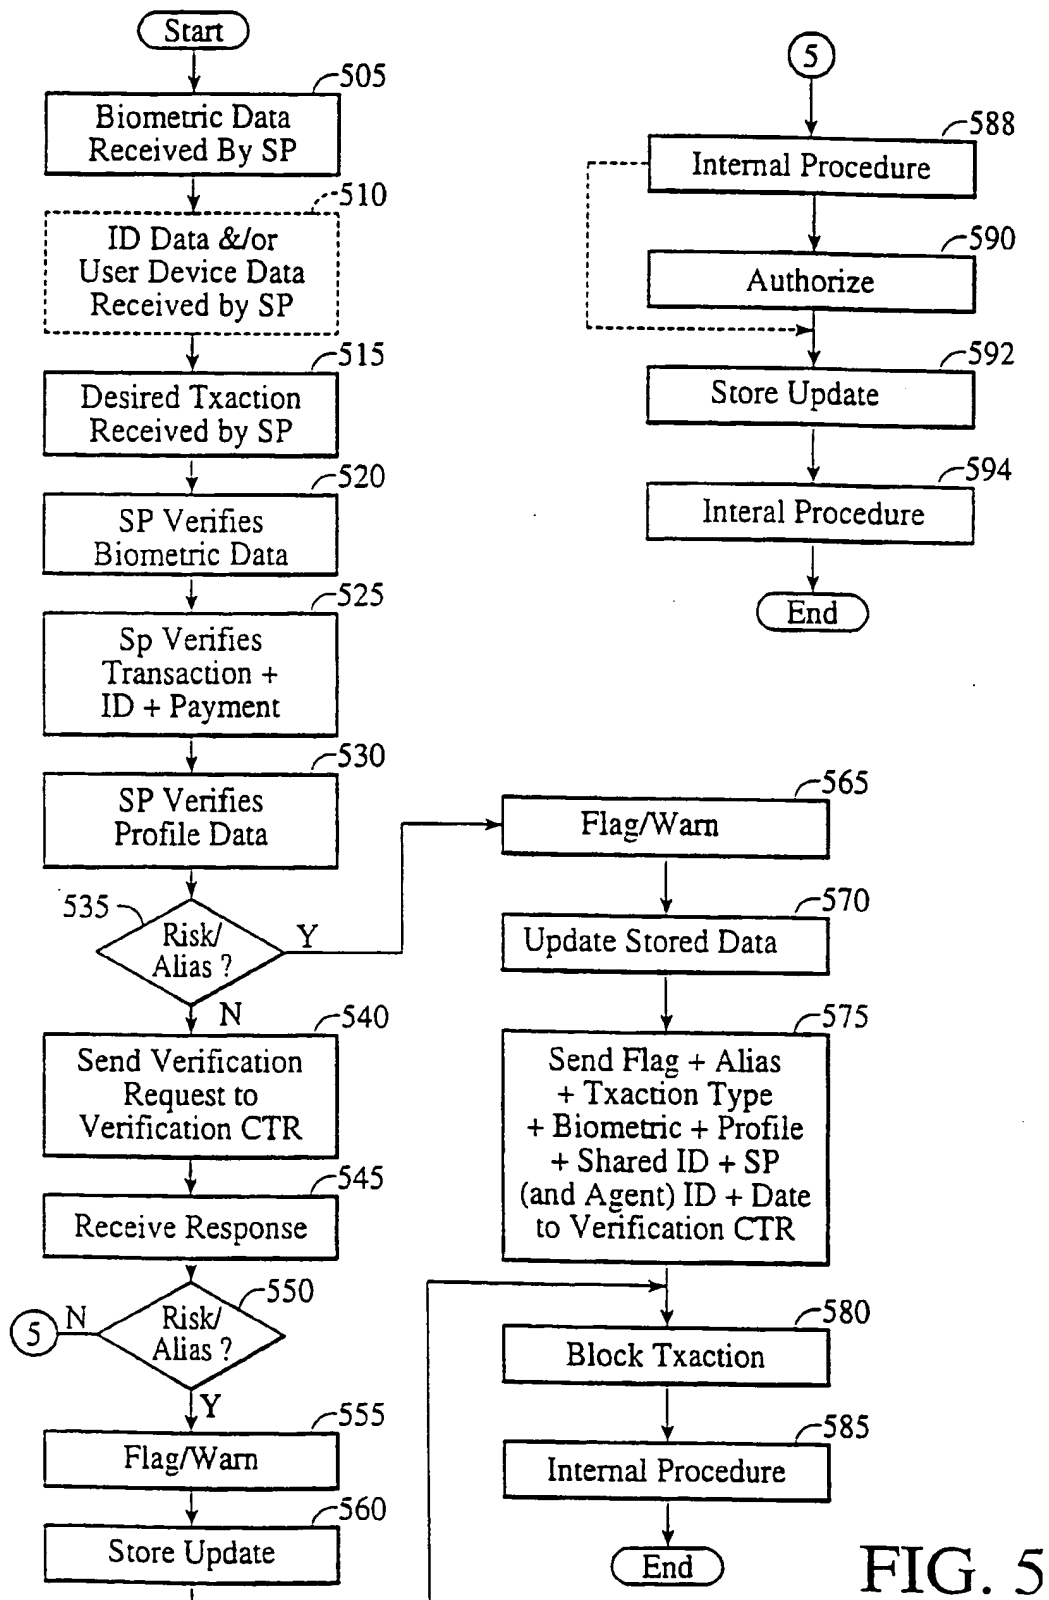 Start
505
Biometric Data
Received By SP
510
ID Data &/or
User Device Data
Received by SP
515
Desired Txaction
Received by SP
520
SP Verifies
Biometric Data
525
Sp Verifies
Transaction +
ID + Payment
530
SP Verifies
Profile Data
535
Risk/
Alias ?
Y
N
540
Send Verification
Request to
Verification CTR
545
Receive Response
550
Risk/
Alias ?
N
5
Y
555
Flag/Warn
560
Store Update
565
Flag/Warn
570
Update Stored Data
575
Send Flag + Alias
+ Txaction Type
+ Biometric + Profile
+ Shared ID + SP
(and Agent) ID + Date
to Verification CTR
580
Block Txaction
585
Internal Procedure
End
5
588
Internal Procedure
590
Authorize
592
Store Update
594
Interal Procedure
End
FIG. 5